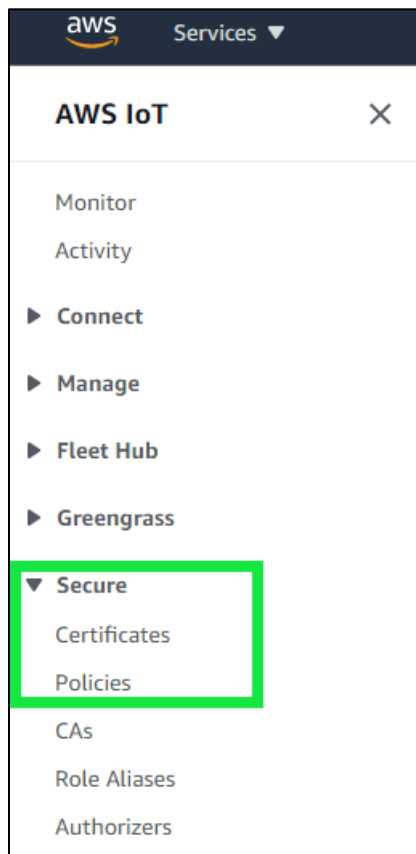 aws Services
AWS IoT
Monitor
Activity
Connect
Manage
Fleet Hub
Greengrass
Secure
Certificates
Policies
CAs
Role Aliases
Authorizers